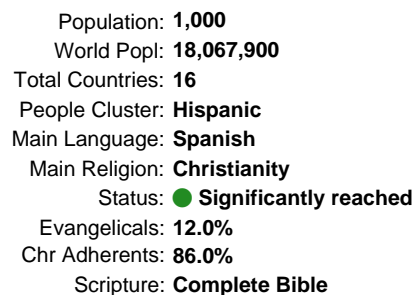 Population: 1,000
World Popl: 18,067,900
Total Countries: 16
People Cluster: Hispanic
Main Language: Spanish
Main Religion: Christianity
Status: Significantly reached
Evangelicals: 12.0%
Chr Adherents: 86.0%
Scripture: Complete Bible